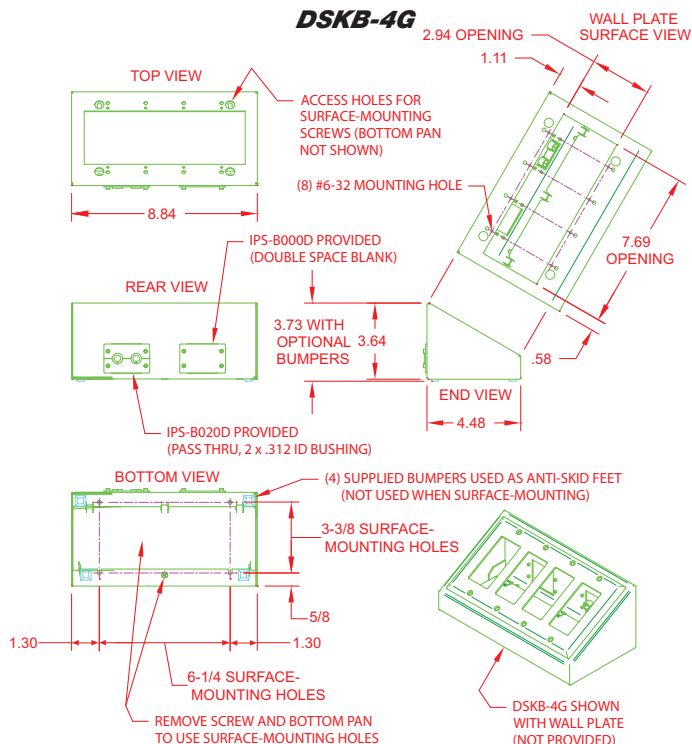 DSKB-4G
WALL PLATE
SURFACE VIEW
2.94 OPENING
1.11
TOP VIEW
ACCESS HOLES FOR
SURFACE-MOUNTING
SCREWS (BOTTOM PAN
NOT SHOWN)
(8) #6-32 MOUNTING HOLE
8.84
7.69
OPENING
IPS-B000D PROVIDED
(DOUBLE SPACE BLANK)
REAR VIEW
3.73 WITH
OPTIONAL
BUMPERS
3.64
.58
END VIEW
4.48
IPS-B020D PROVIDED
(PASS THRU, 2 x .312 ID BUSHING)
BOTTOM VIEW
(4) SUPPLIED BUMPERS USED AS ANTI-SKID FEET
(NOT USED WHEN SURFACE-MOUNTING)
3-3/8 SURFACE-
MOUNTING HOLES
5/8
1.30
1.30
6-1/4 SURFACE-
MOUNTING HOLES
REMOVE SCREW AND BOTTOM PAN
TO USE SURFACE-MOUNTING HOLES
DSKB-4G SHOWN
WITH WALL PLATE
(NOT PROVIDED)